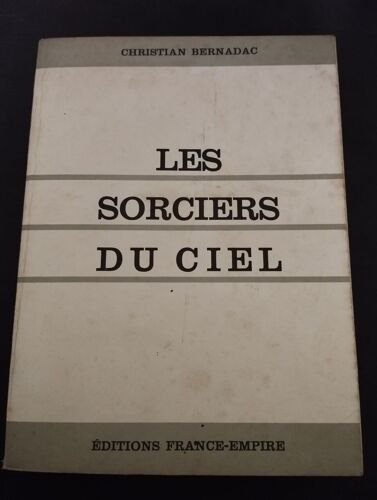 CHRISTIAN BERNADAC
LES
SORCIERS
DU CIEL
ÉDITIONS FRANCE-EMPIRE